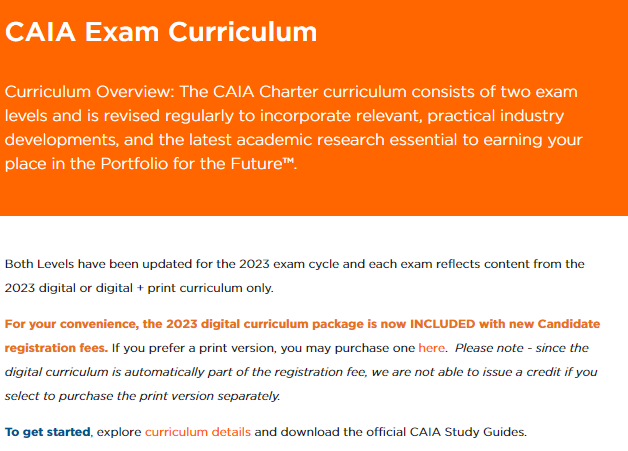 CAIA Exam Curriculum
Curriculum Overview: The CAIA Charter curriculum consists of two exam
levels and is revised regularly to incorporate relevant, practical industry
developments, and the latest academic research essential to earning your
place in the Portfolio for the Future™.
Both Levels have been updated for the 2023 exam cycle and each exam reflects content from the
2023 digital or digital + print curriculum only.
For your convenience, the 2023 digital curriculum package is now INCLUDED with new Candidate
registration fees. If you prefer a print version, you may purchase one here. Please note - since the
digital curriculum is automatically part of the registration fee, we are not able to issue a credit if you
select to purchase the print version separately.
To get started, explore curriculum details and download the official CAIA Study Guides.